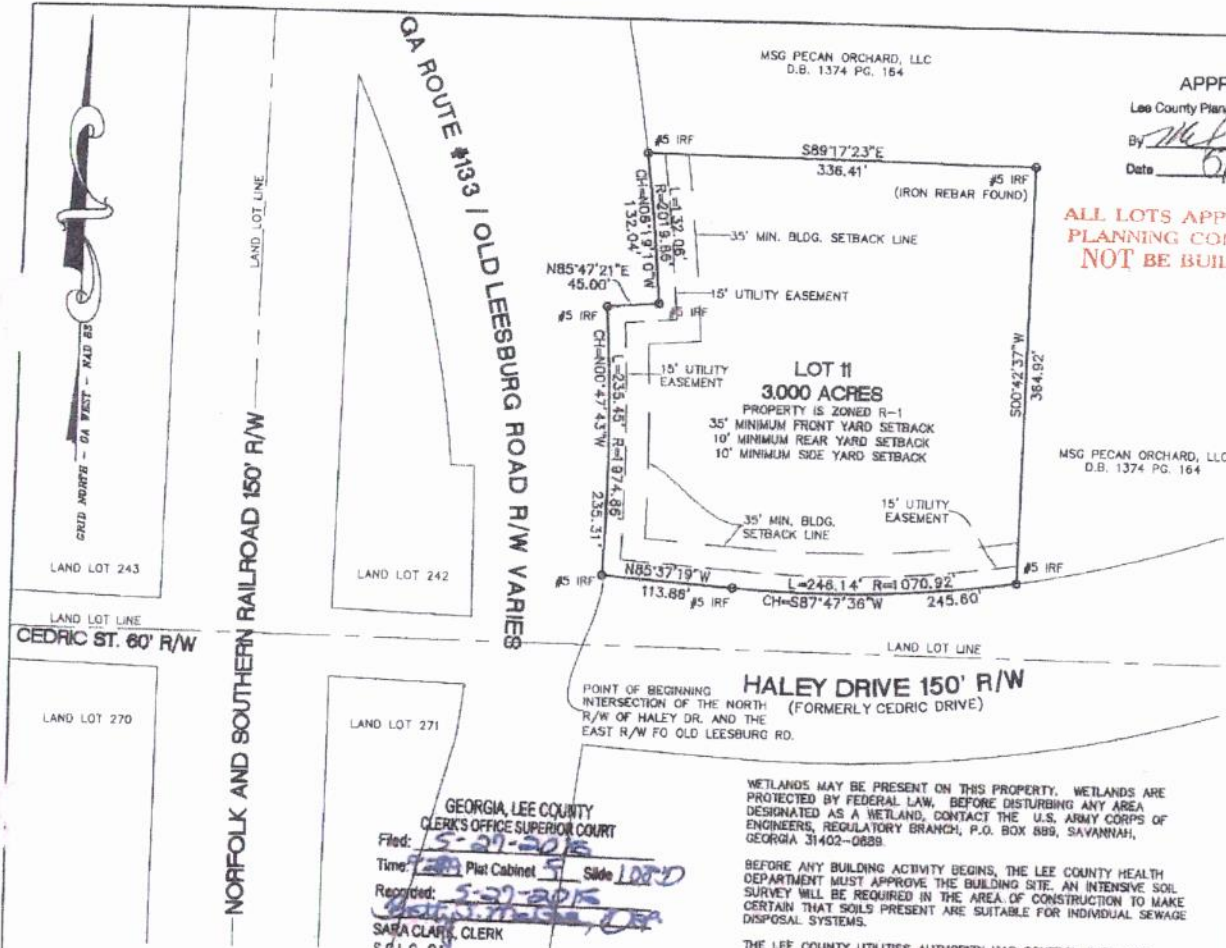 MSG PECAN ORCHARD, LLC
D.B. 1374 PG. 164
Lee County
By
Date
ALL LOTS
PLANNING
NOT BE
GA ROUTE #133 / OLD LEESBURG ROAD R/W VARIES
LAND LOT LINE
GRID NORTH - GA WEST - NAD 83
#5 IRF
S89°17'23"E
336.41'
#5 IRF
(IRON REBAR FOUND)
L=132.06'
R=2019.86'
132.04'
35' MIN. BLDG. SETBACK LINE
N85°47'21"E
45.00'
15' UTILITY EASEMENT
#5 IRF
#5 IRF
15' UTILITY
EASEMENT
L=235.45' R=1974.86'
CH=N00°47'43"W
235.31'
LOT 11
3.000 ACRES
PROPERTY IS ZONED R-1
35' MINIMUM FRONT YARD SETBACK
10' MINIMUM REAR YARD SETBACK
10' MINIMUM SIDE YARD SETBACK
S00°42'37"W
364.92'
MSG PECAN ORCHARD, LLC
D.B. 1374 PG. 164
15' UTILITY
EASEMENT
35' MIN. BLDG.
SETBACK LINE
NORFOLK AND SOUTHERN RAILROAD 150' R/W
LAND LOT 243
LAND LOT 242
#5 IRF
N85°37'19"W
113.88'
#5 IRF
L=246.14' R=1070.92'
CH=S87°47'36"W
245.60'
#5 IRF
LAND LOT LINE
CEDRIC ST. 60' R/W
LAND LOT LINE
HALEY DRIVE 150' R/W
(FORMERLY CEDRIC DRIVE)
POINT OF BEGINNING
INTERSECTION OF THE NORTH
R/W OF HALEY DR. AND THE
EAST R/W FO OLD LEESBURG RD.
LAND LOT 270
LAND LOT 271
GEORGIA, LEE COUNTY
CLERK'S OFFICE SUPERIOR COURT
Filed:
Time: Plat Cabinet Slide
Recorded:
SARA CLARK, CLERK
WETLANDS MAY BE PRESENT ON THIS PROPERTY. WETLANDS ARE
PROTECTED BY FEDERAL LAW. BEFORE DISTURBING ANY AREA
DESIGNATED AS A WETLAND, CONTACT THE U.S. ARMY CORPS OF
ENGINEERS, REGULATORY BRANCH, P.O. BOX 889, SAVANNAH,
GEORGIA 31402-0889.
BEFORE ANY BUILDING ACTIVITY BEGINS, THE LEE COUNTY HEALTH
DEPARTMENT MUST APPROVE THE BUILDING SITE. AN INTENSIVE SOIL
SURVEY WILL BE REQUIRED IN THE AREA OF CONSTRUCTION TO MAKE
CERTAIN THAT SOILS PRESENT ARE SUITABLE FOR INDIVIDUAL SEWAGE
DISPOSAL SYSTEMS.
THE LEE COUNTY UTILITIES AUTHORITY HAS